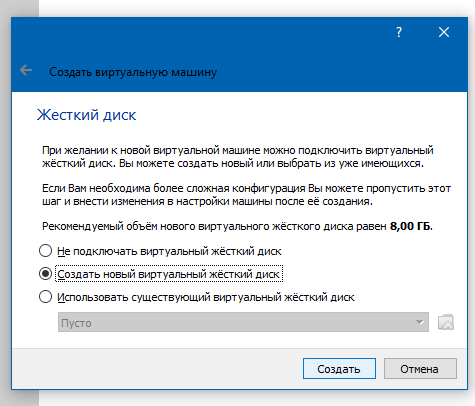 ?
Создать виртуальную машину
Жесткий диск
При желании к новой виртуальной машине можно подключить виртуальный
жёсткий диск. Вы можете создать новый или выбрать из уже имеющихся.
Если Вам необходима более сложная конфигурация Вы можете пропустить этот
шаг и внести изменения в настройки машины после её создания.
Рекомендуемый объём нового виртуального жёсткого диска равен 8,00 ГБ.
Не подключать виртуальный жёсткий диск
Создать новый виртуальный жёсткий диск
Использовать существующий виртуальный жёсткий диск
Пусто
Создать Отмена